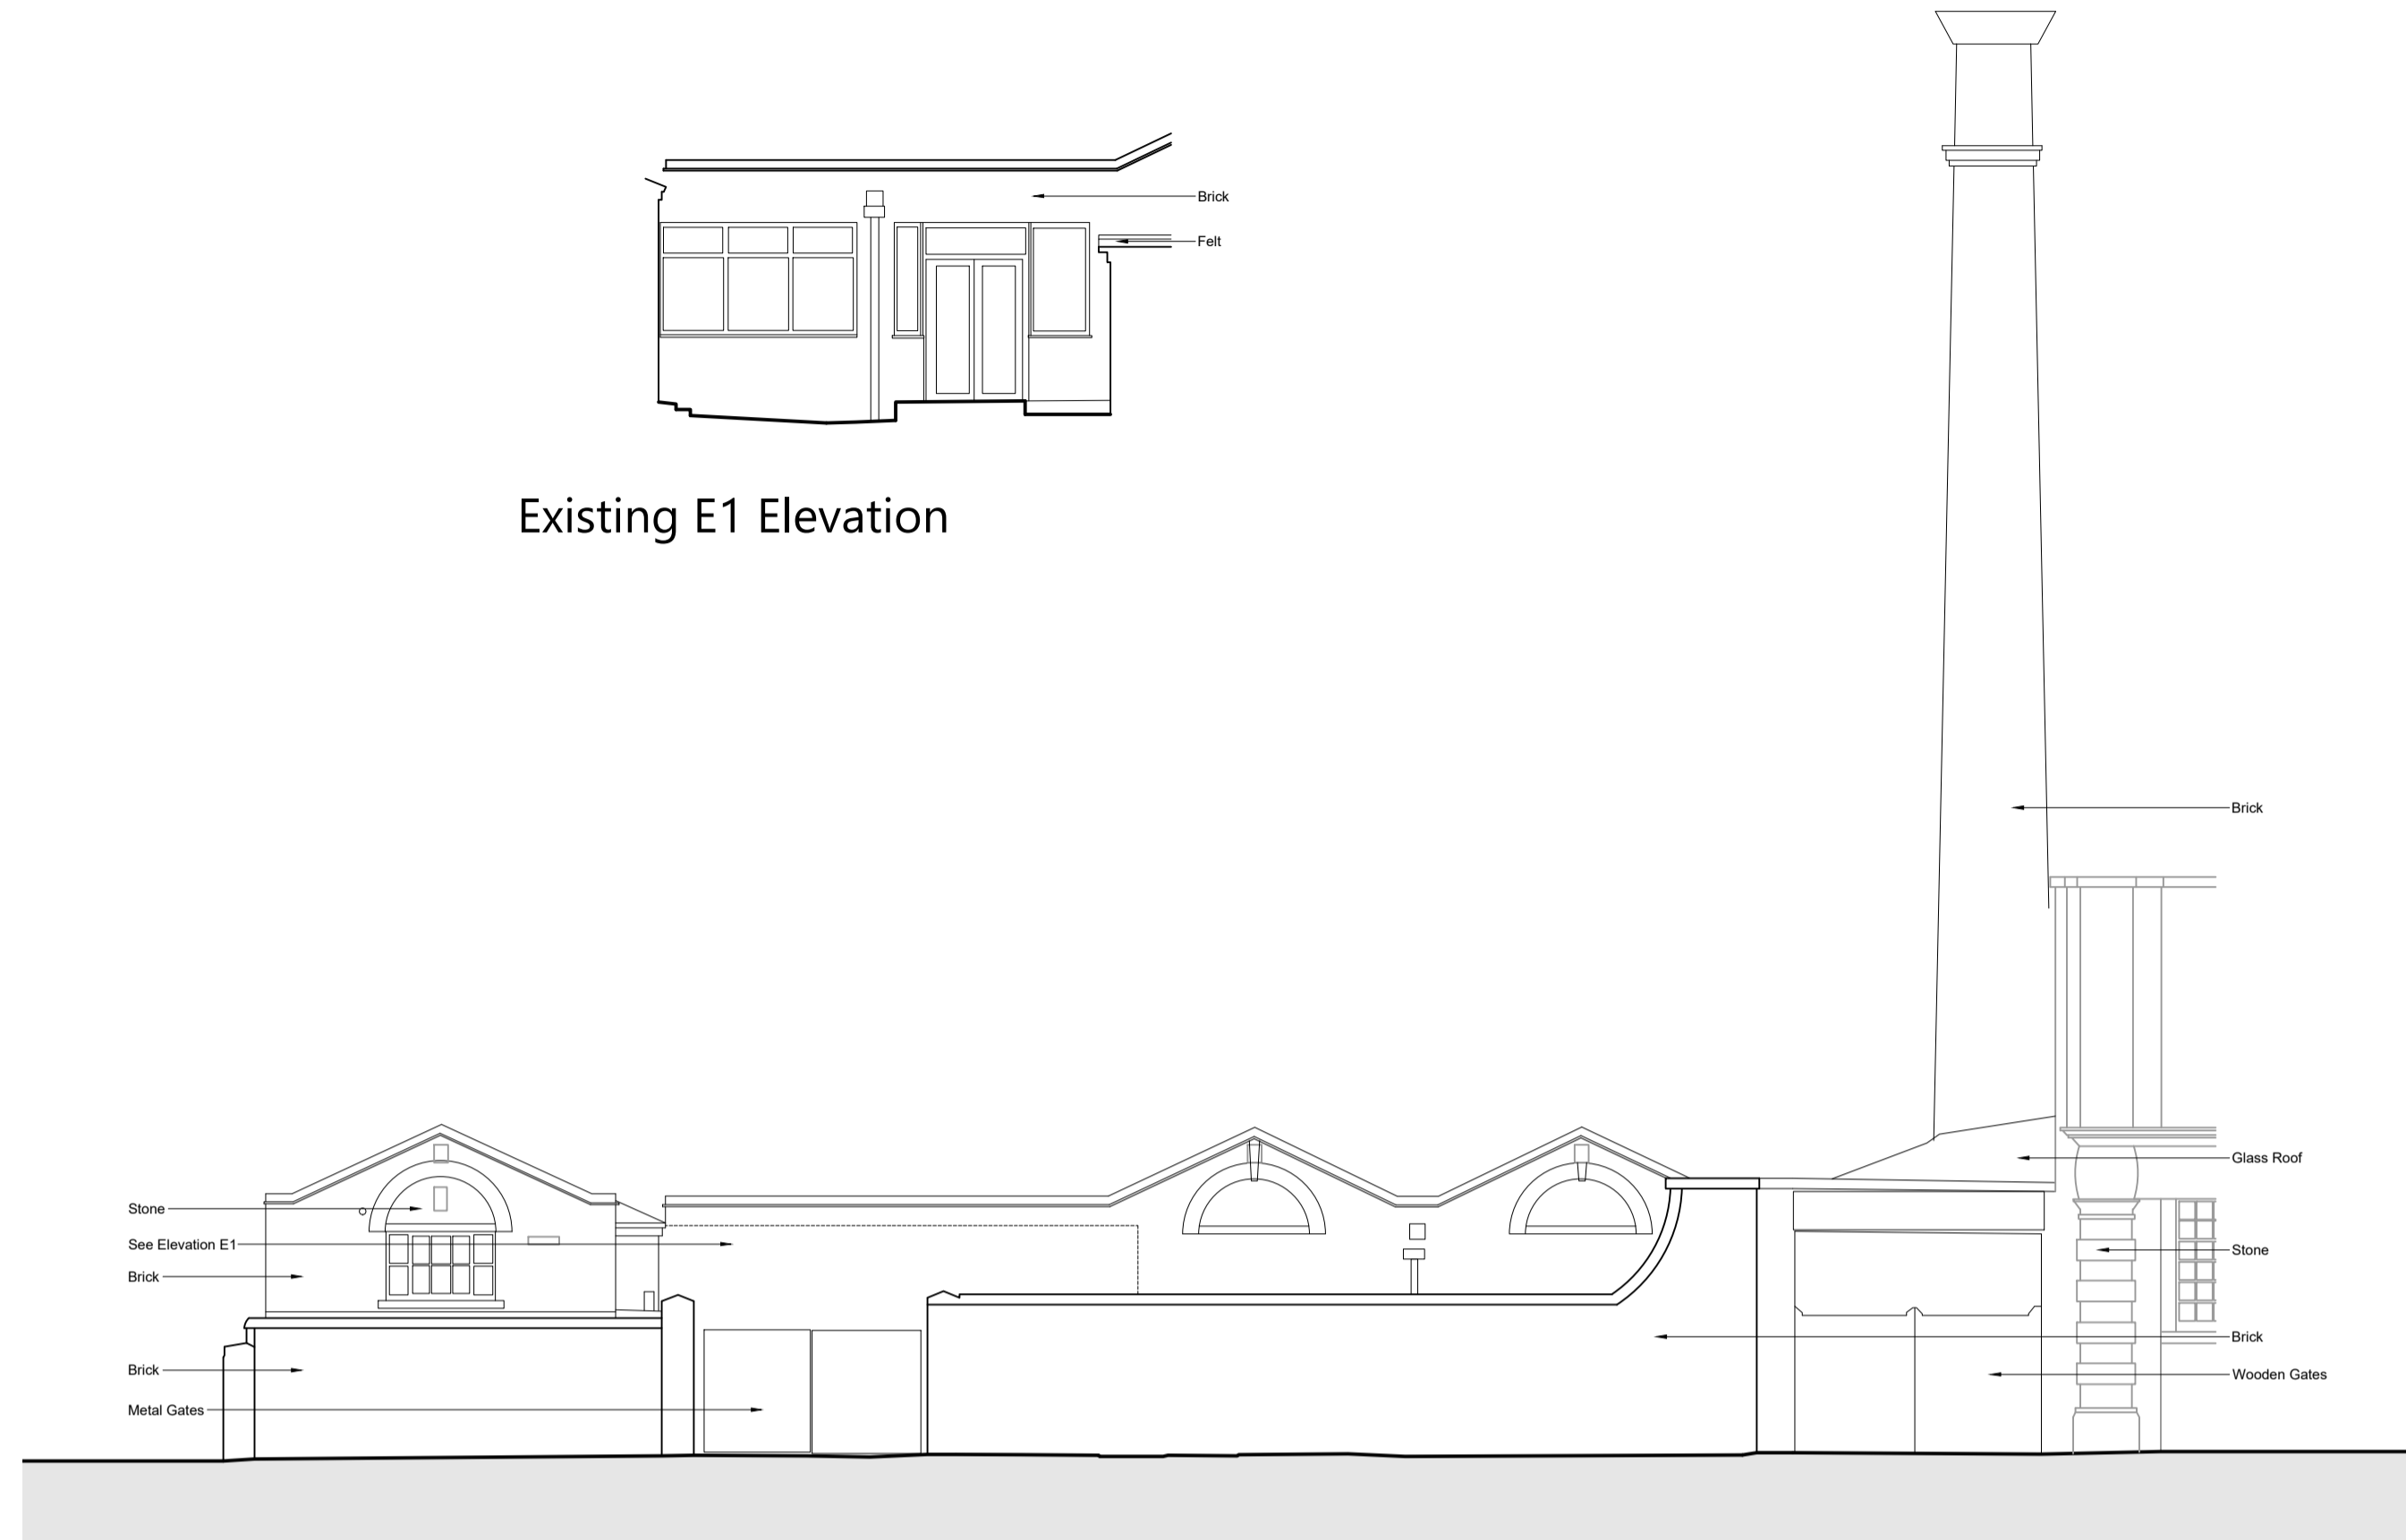 Brick
Felt
Existing E1 Elevation
Brick
Glass Roof
Stone
See Elevation E1
Stone
Brick
Brick
Brick
Wooden Gates
Metal Gates